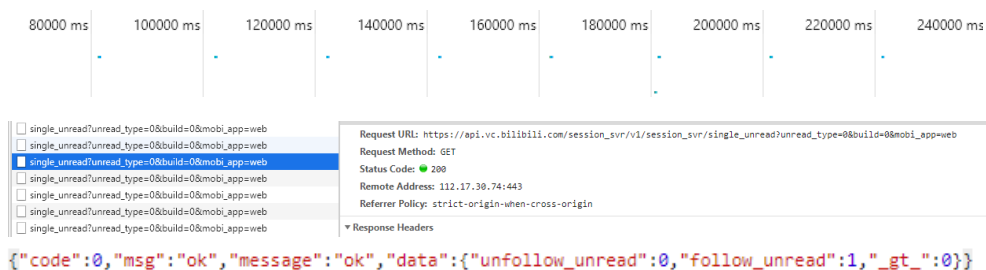 80000 ms 100000 ms 120000 ms 140000 ms 160000 ms 180000 ms 200000 ms 220000 ms 240000 ms
single_unread?unread_type=0&build=0&mobi_app=web
single_unread?unread_type=0&build=0&mobi_app=web
single_unread?unread_type=0&build=0&mobi_app=web
single_unread?unread_type=0&build=0&mobi_app=web
single_unread?unread_type=0&build=0&mobi_app=web
single_unread?unread_type=0&build=0&mobi_app=web
single_unread?unread_type=0&build=0&mobi_app=web
Request URL: https://api.vc.bilibili.com/session_svr/v1/session_svr/single_unread?unread_type=0&build=0&mobi_app=web
Request Method: GET
Status Code: 200
Remote Address: 112.17.30.74:443
Referrer Policy: strict-origin-when-cross-origin
Response Headers
{"code":0,"msg":"ok","message":"ok","data":{"unfollow_unread":0,"follow_unread":1,"_gt_":0}}